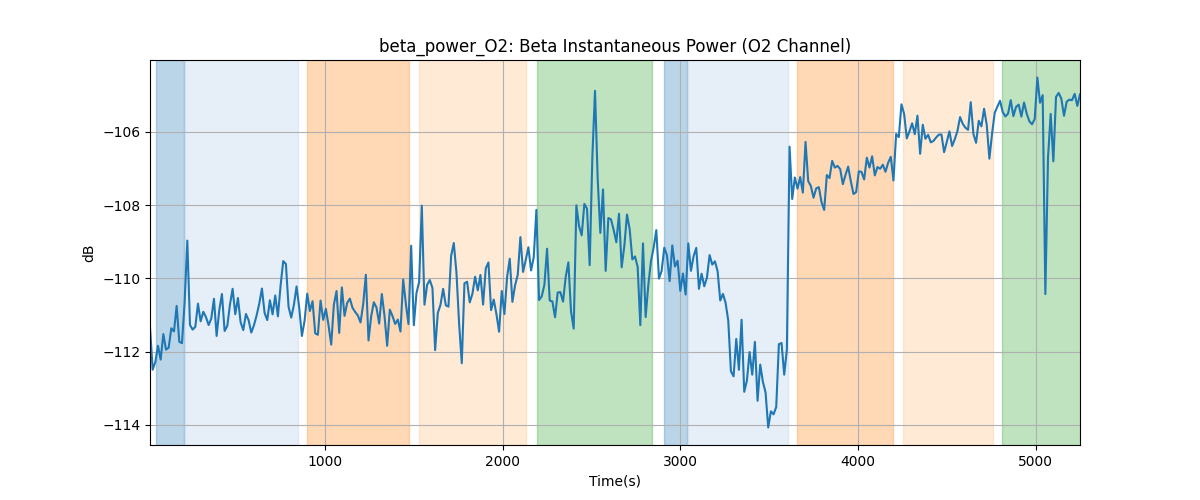 beta_power_O2: Beta Instantaneous Power (O2 Channel)
−106
−108
−110
−112
−114
dB
1000 2000 3000 4000 5000
Time(s)